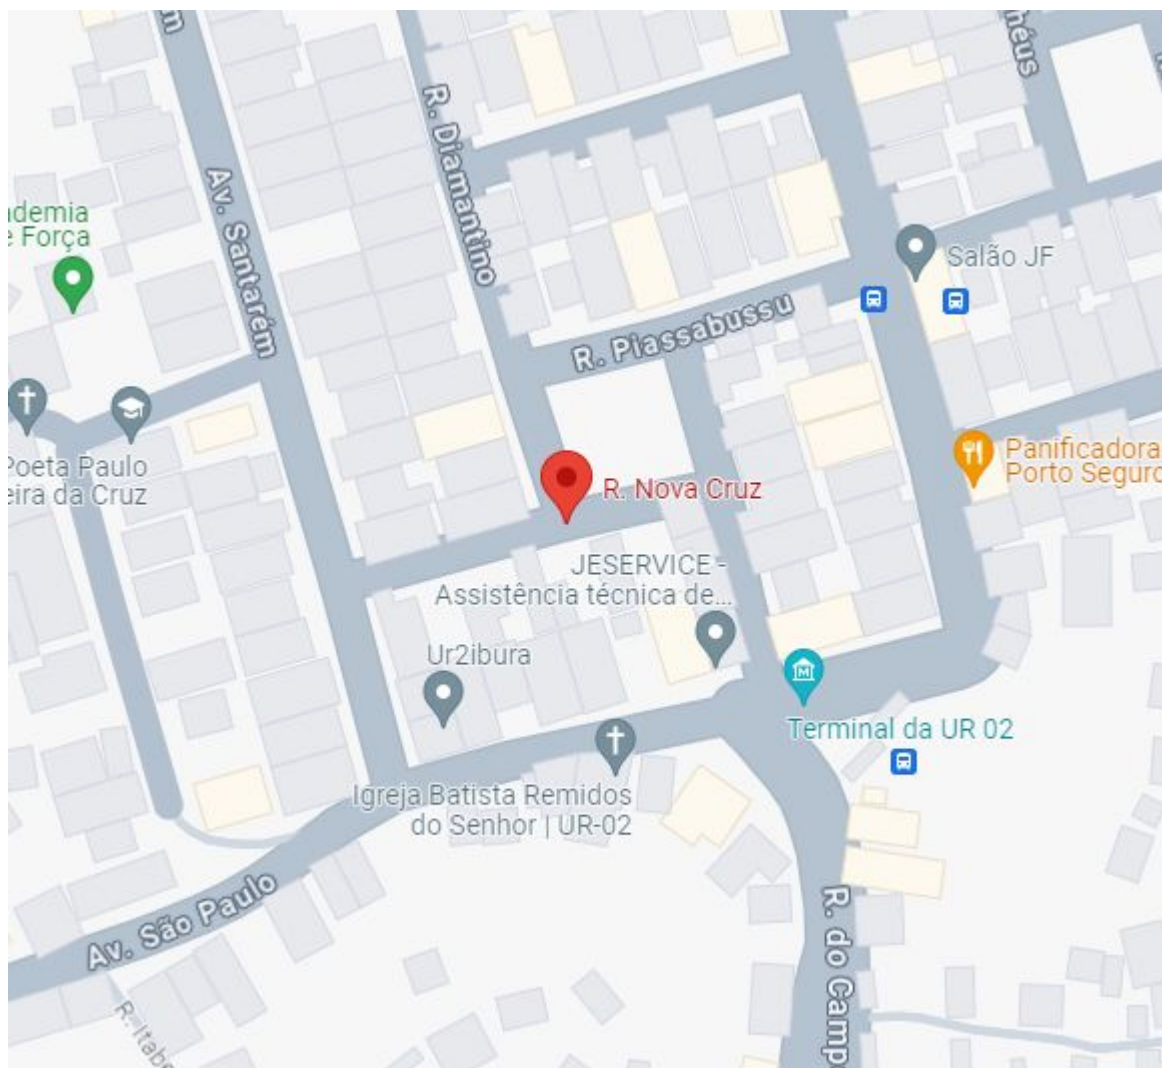 m
R. Diamantino
héus
Av. Santarém
ademia
e Força
Salão JF
R. Piassabussu
Poeta Paulo
eira da Cruz
R. Nova Cruz
Panificadora
Porto Seguro
JESERVICE -
Assistência técnica de...
Ur2ibura
Terminal da UR 02
Igreja Batista Remidos
do Senhor | UR-02
Av. São Paulo
R. do Camp
R. Itabe